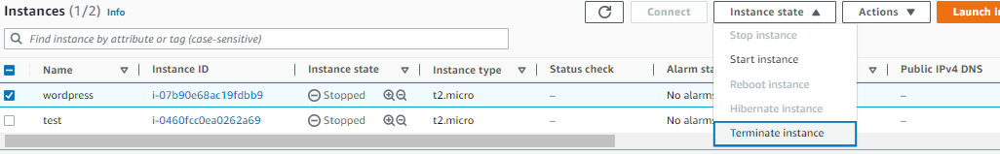 Instances (1/2) Info Connect Instance state Actions Launch in
Find instance by attribute or tag (case-sensitive)
Stop instance
Start instance
Reboot instance
Hibernate instance
Terminate instance
Name Instance ID Instance state Instance type Status check Alarm sta Public IPv4 DNS
wordpress i-07b90e68ac19fdbb9 Stopped t2.micro – No alarms –
test i-0460fcc0ea0262a69 Stopped t2.micro – No alarms –